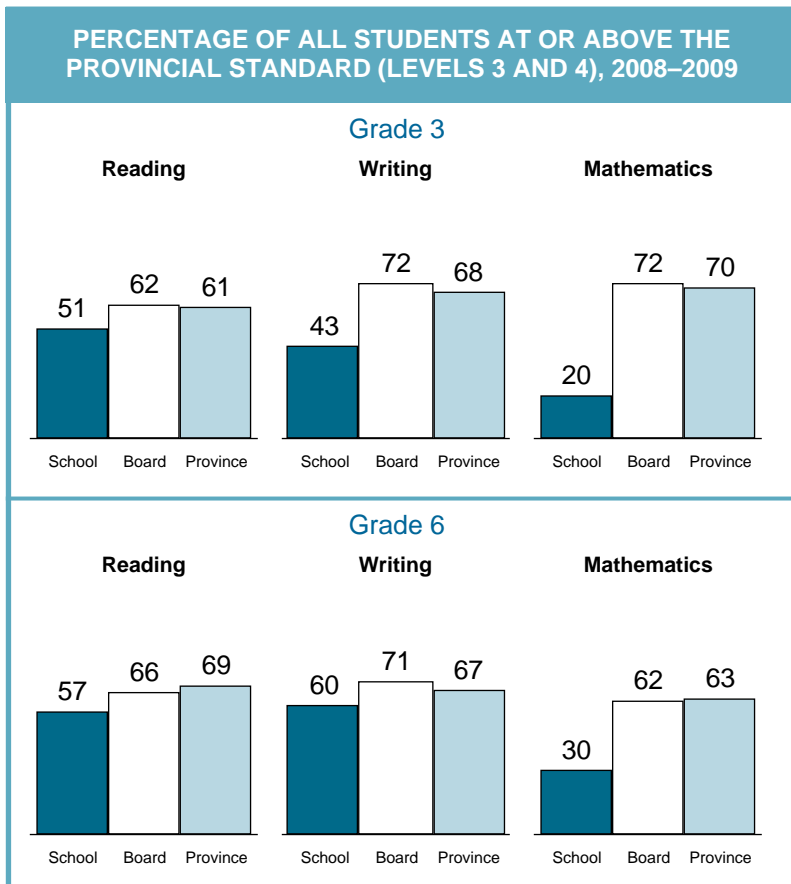 PERCENTAGE OF ALL STUDENTS AT OR ABOVE THE
PROVINCIAL STANDARD (LEVELS 3 AND 4), 2008–2009
Grade 3
Reading Writing Mathematics
51 62 61 43 72 68 20 72 70
School Board Province School Board Province School Board Province
Grade 6
Reading Writing Mathematics
57 66 69 60 71 67 30 62 63
School Board Province School Board Province School Board Province